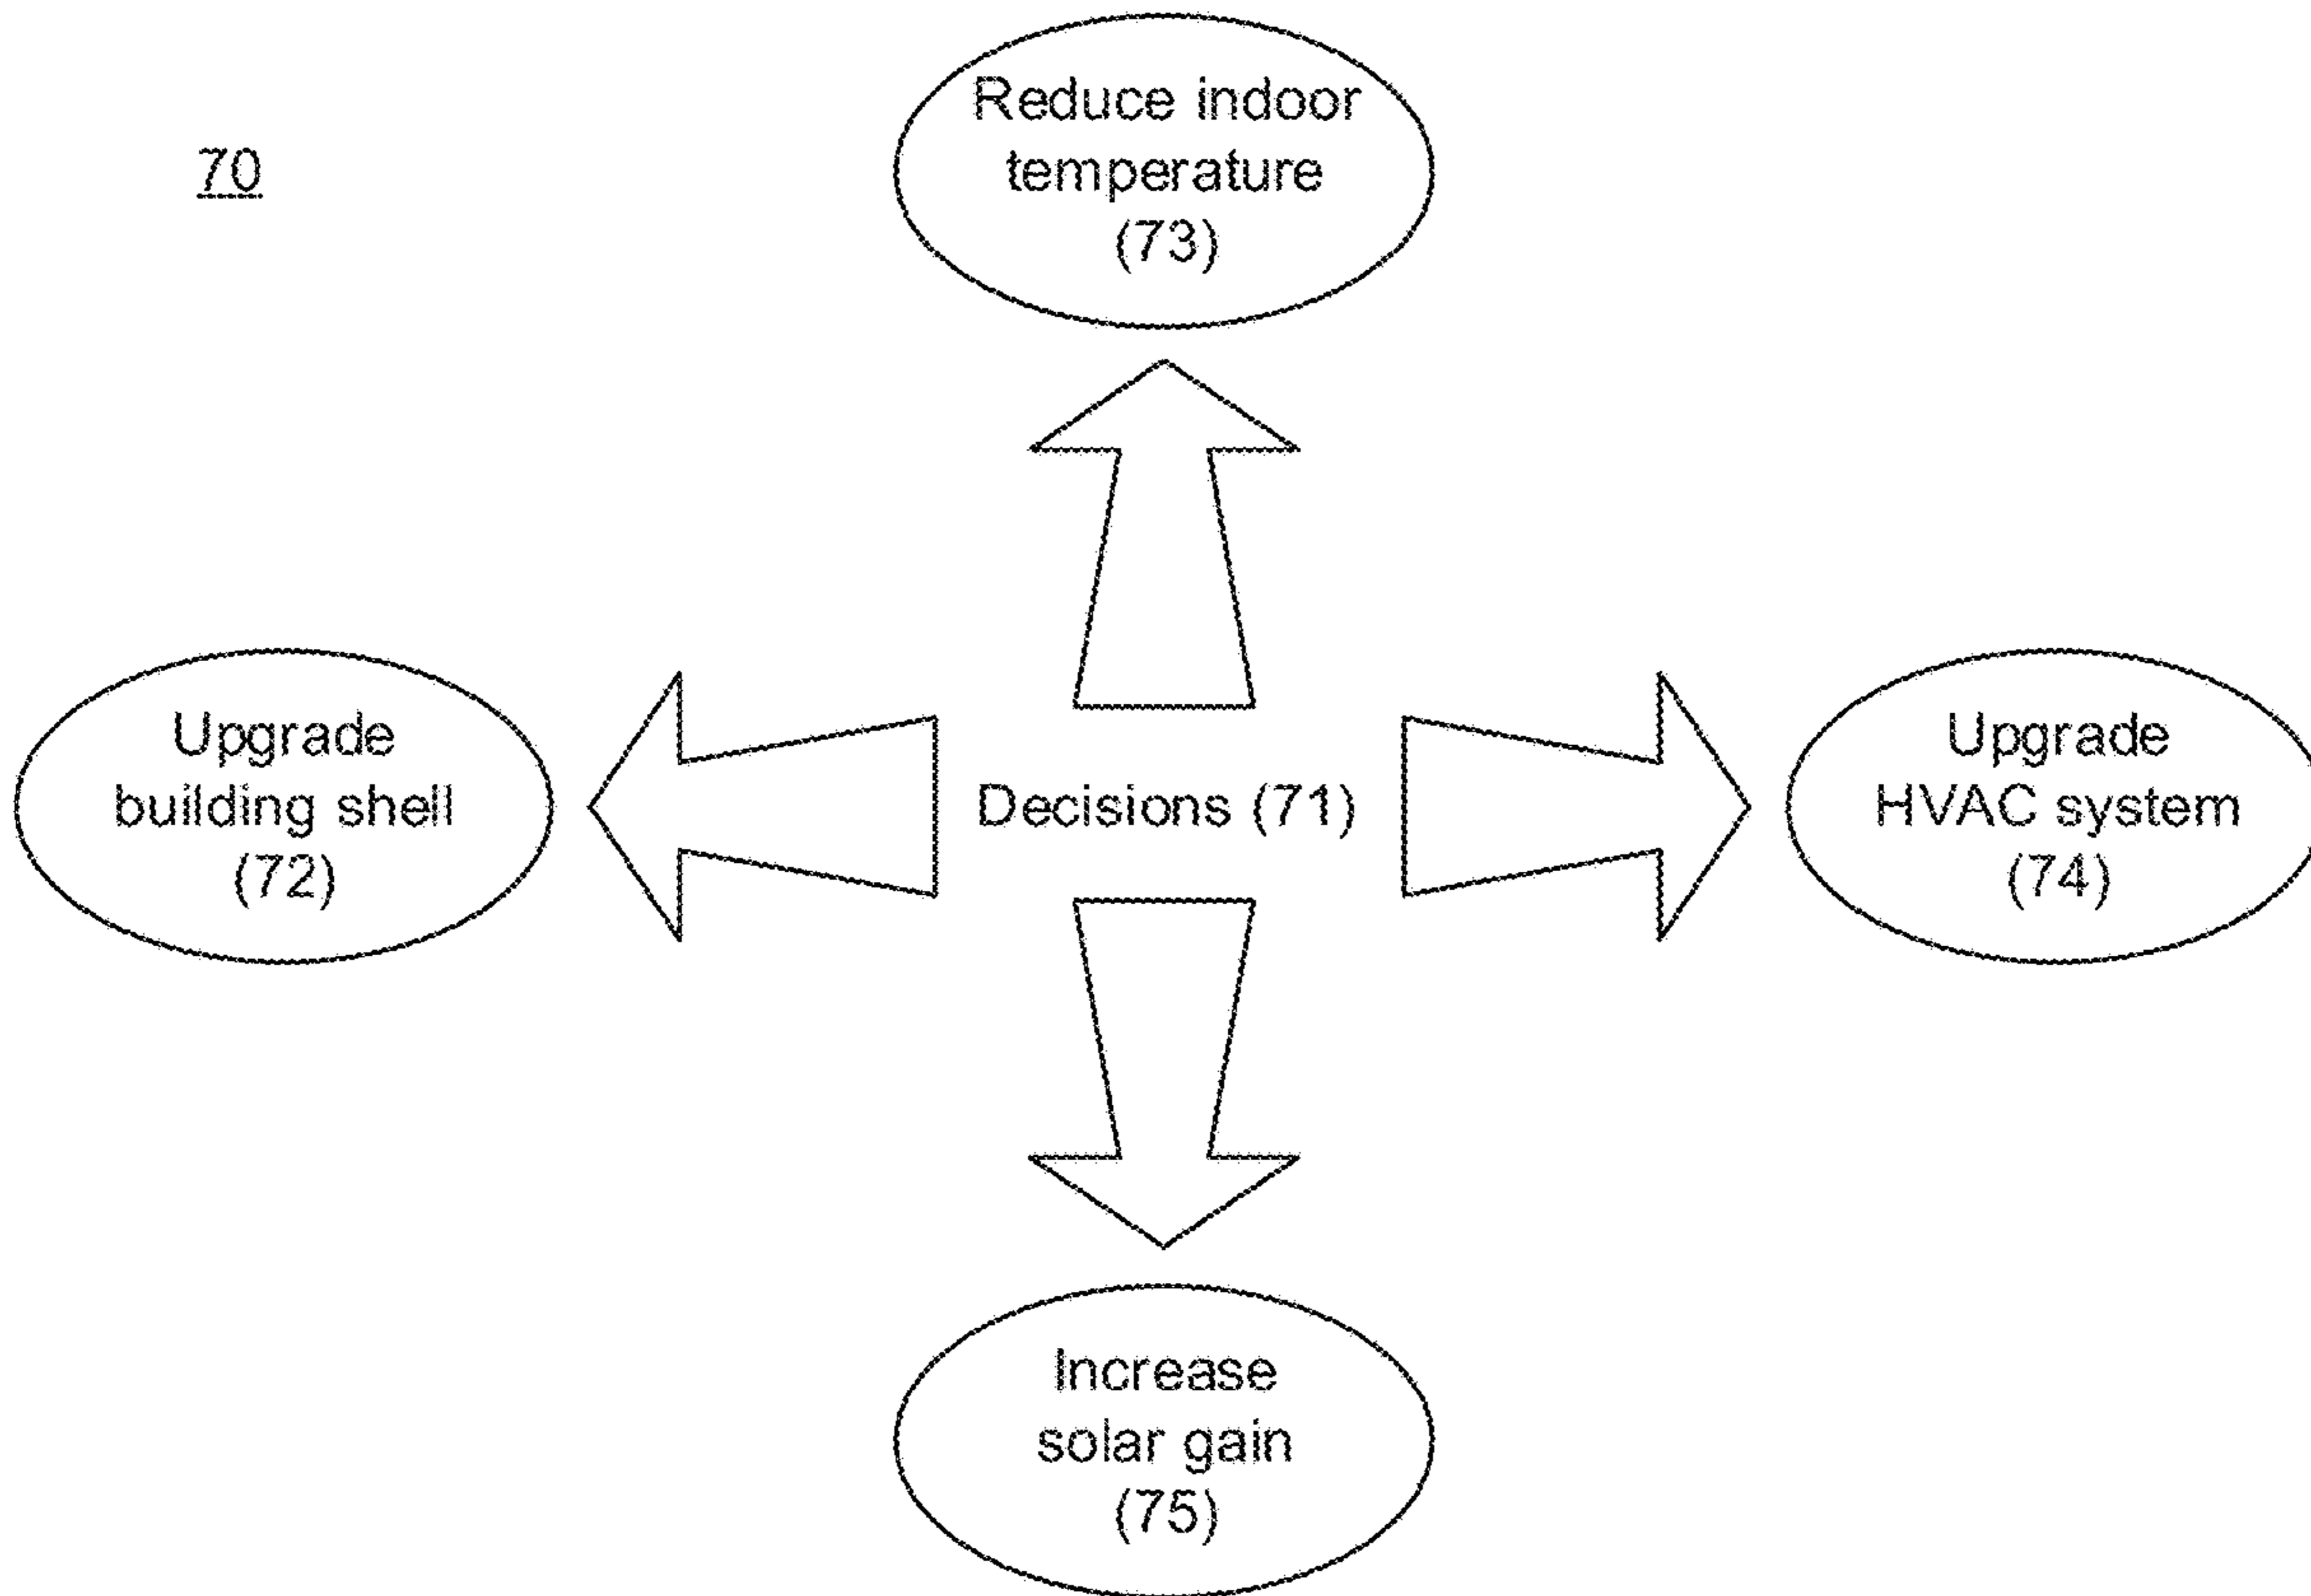 Reduce indoor
temperature
(73)
70
Upgrade
building shell
(72)
Decisions (71)
Upgrade
HVAC system
(74)
Increase
solar gain
(75)